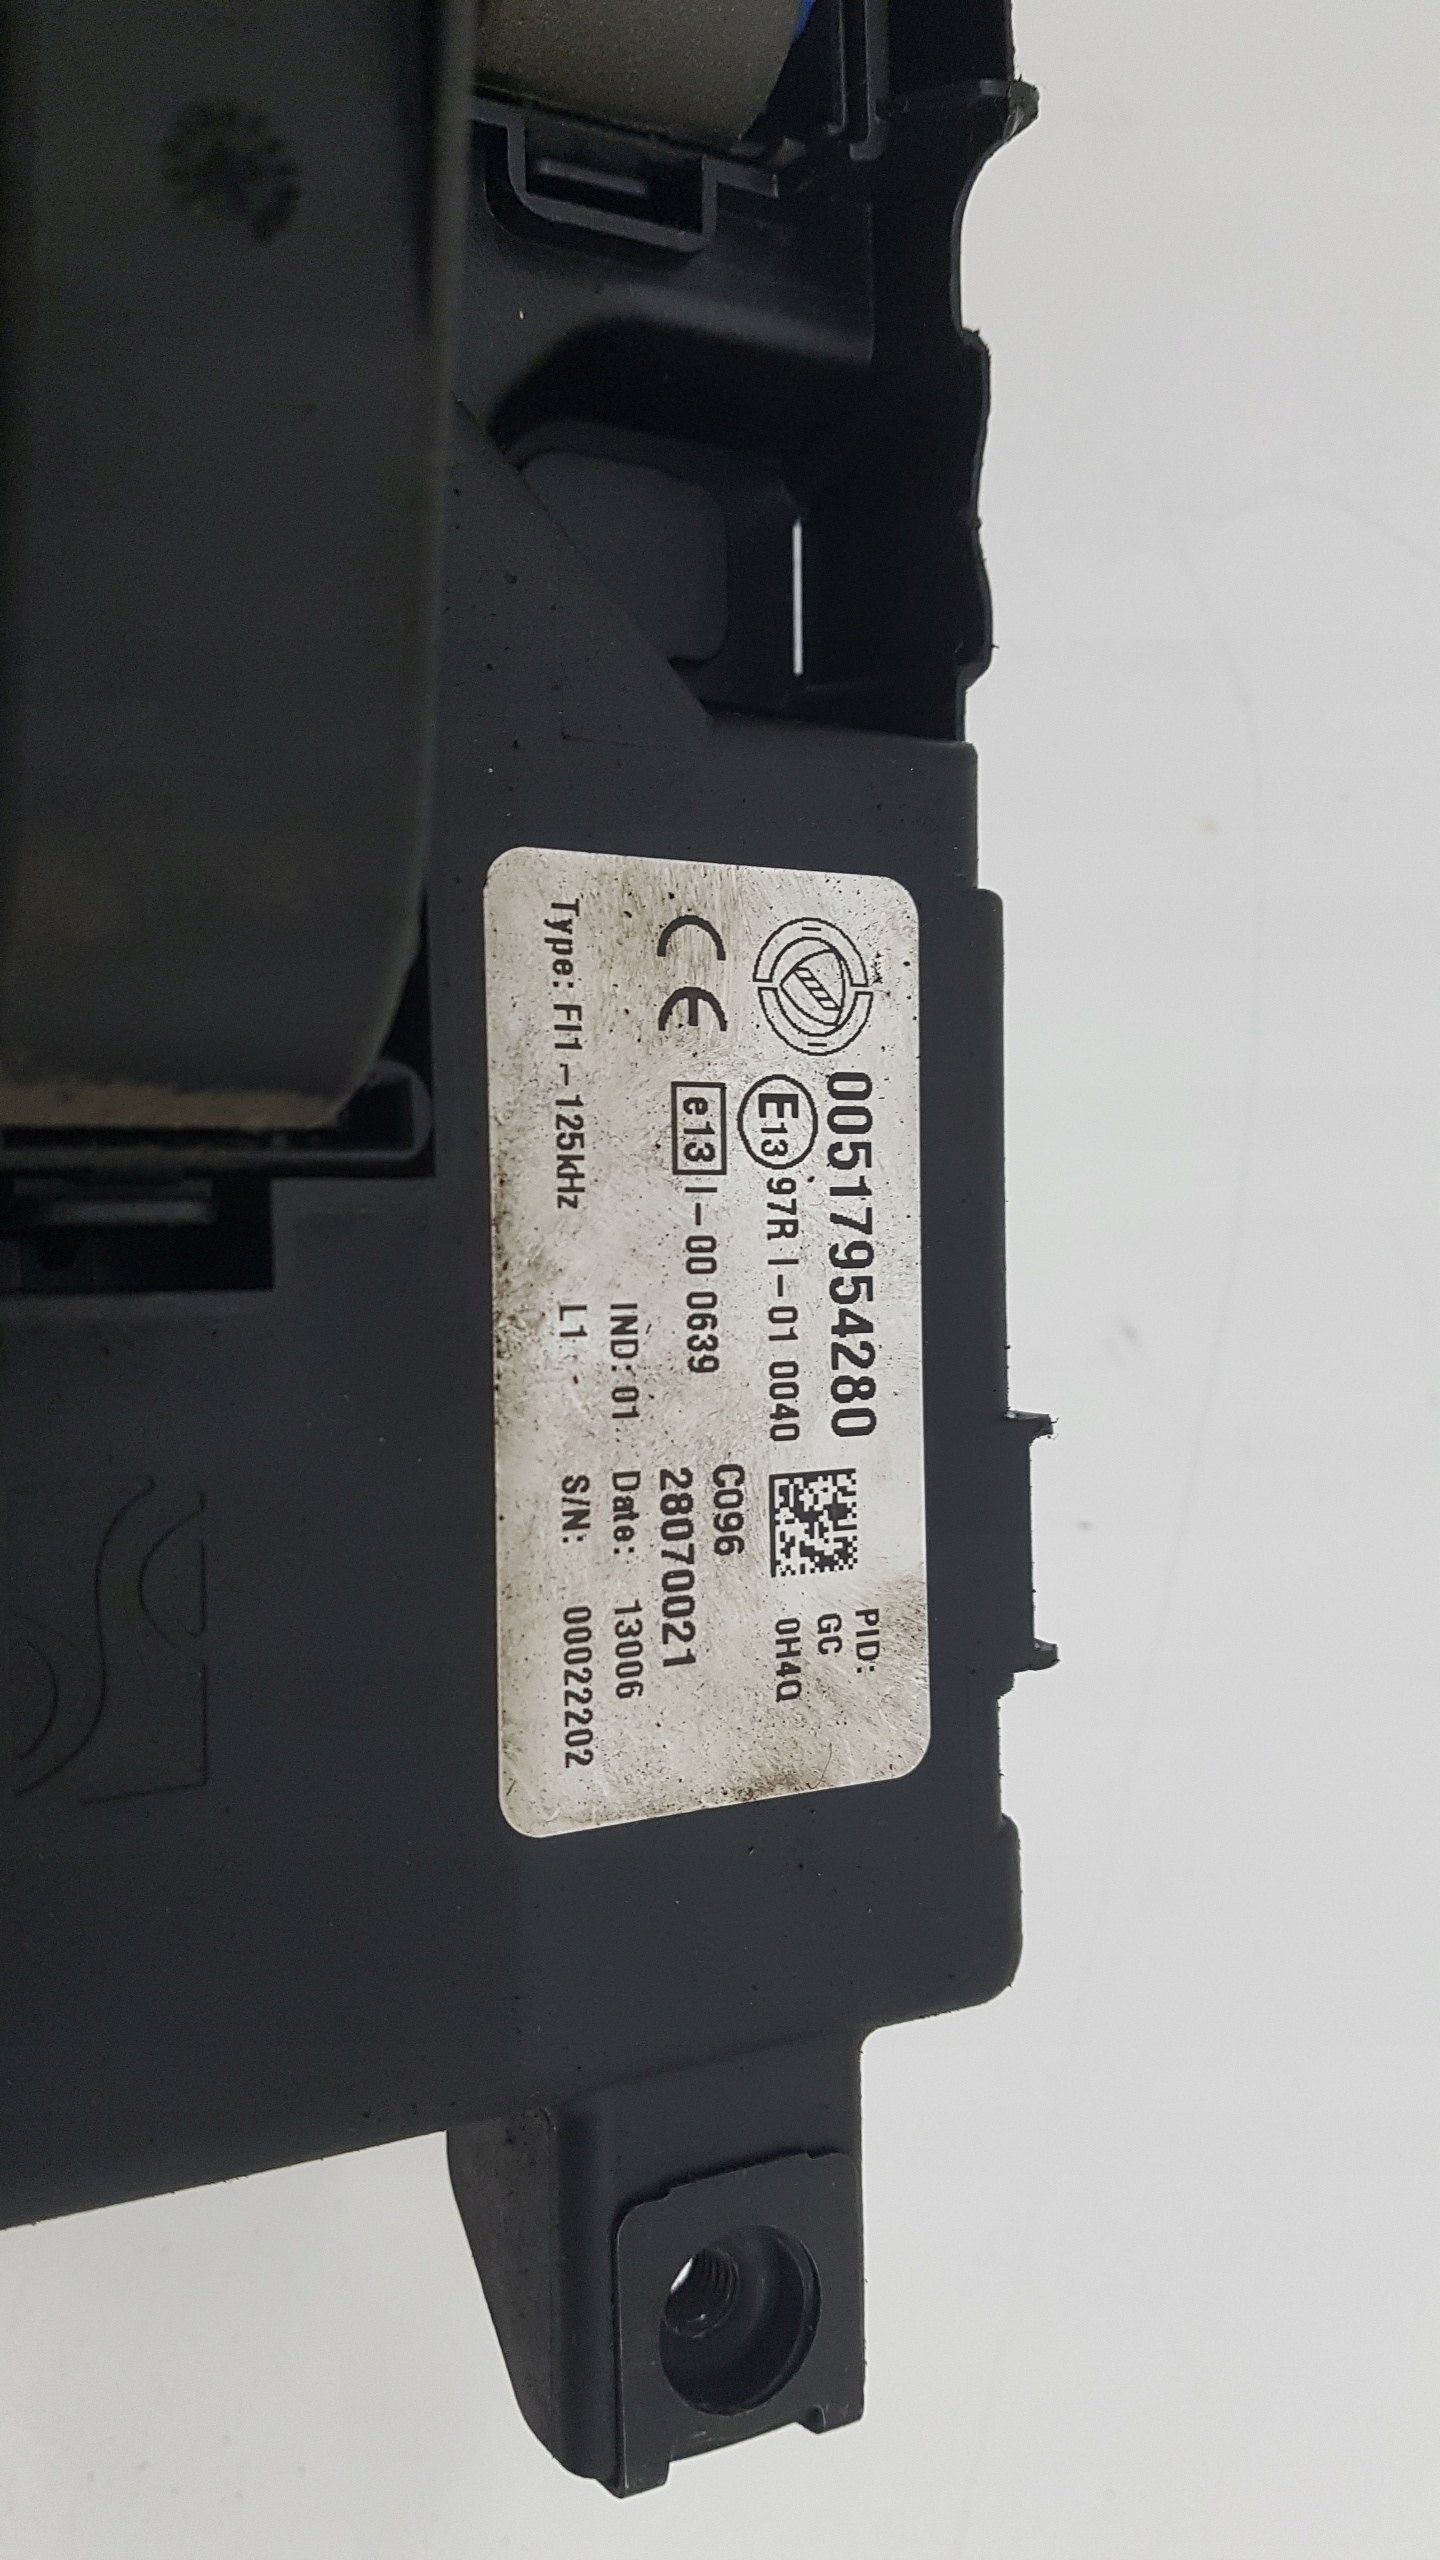 00517954280
PID:
GC
0H4Q
E13 97R I-01 0040
CE e13 I-00 0639
C096
28070021
IND: 01 Date: 13006
Type: FI1-125kHz L1 S/N: 00022202